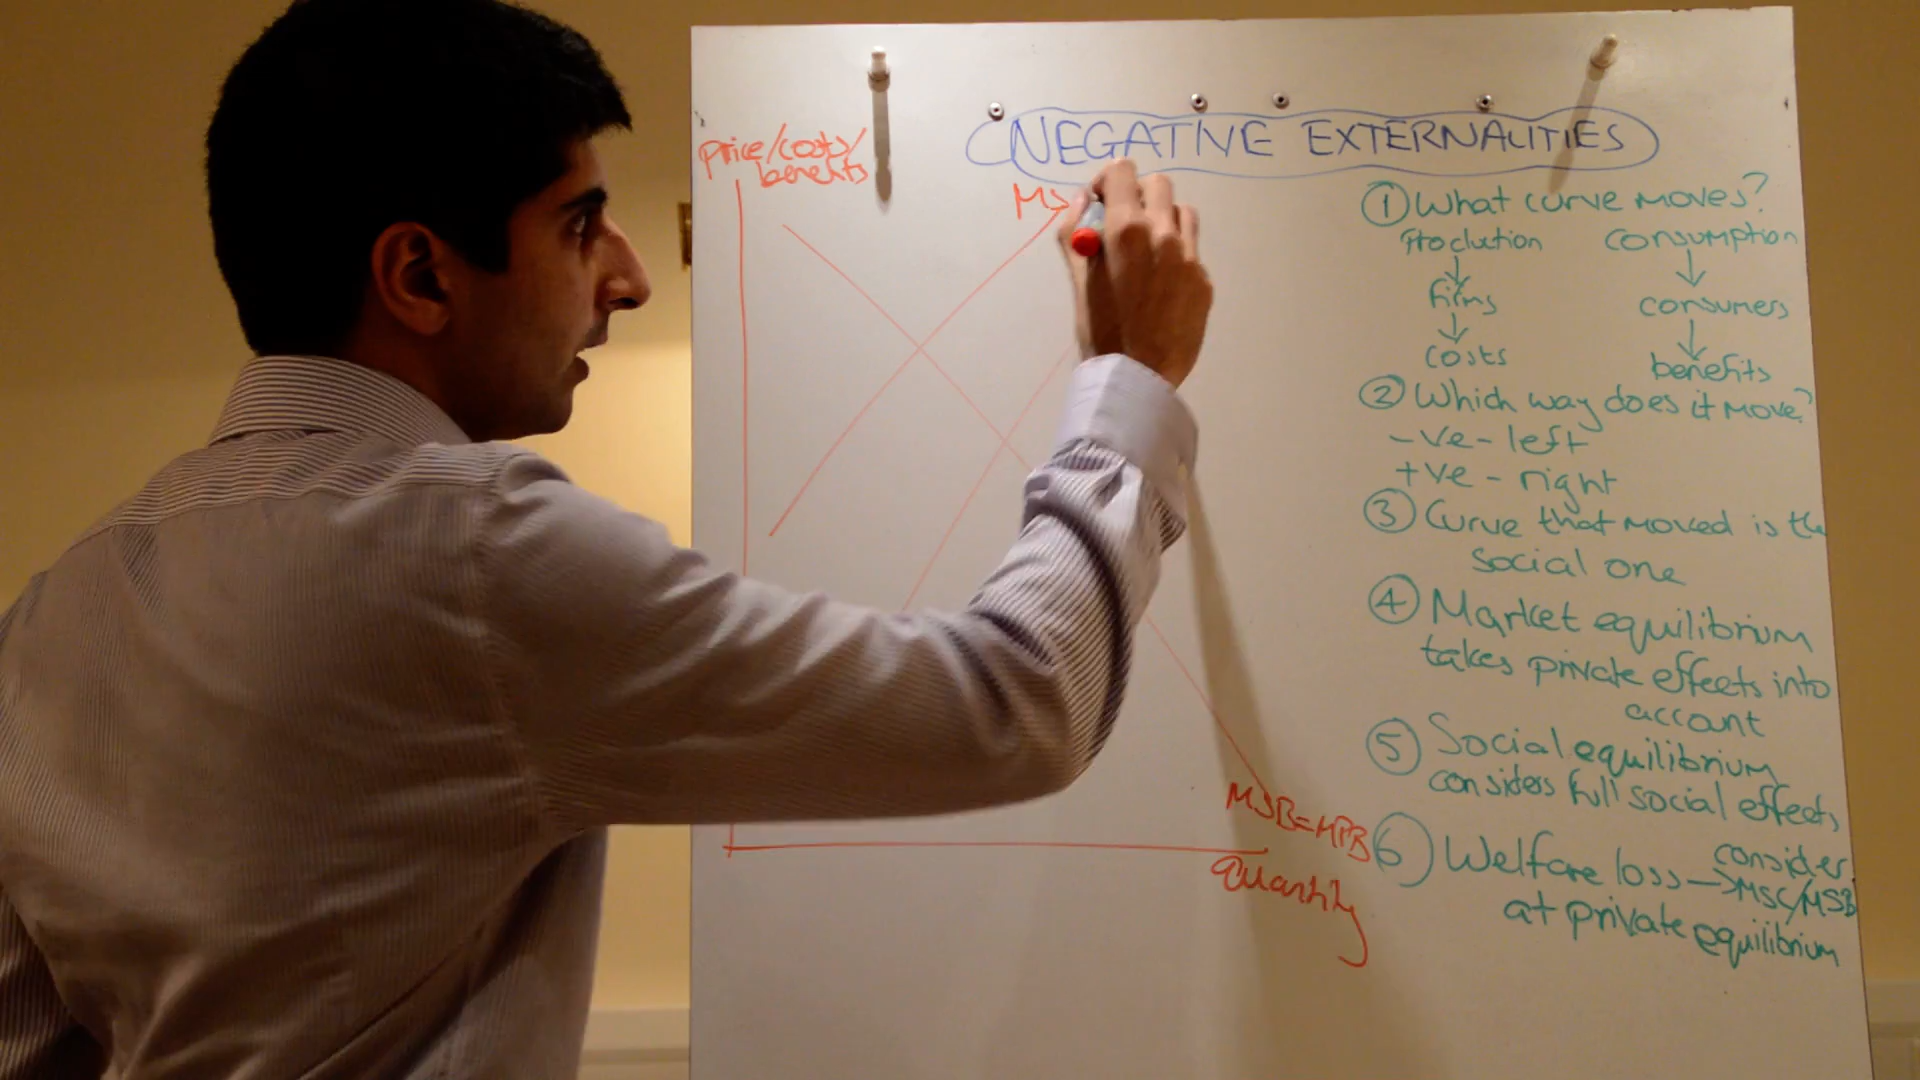 NEGATIVE EXTERNALITIES
price/costs/
benefits
MS
MSB=MPB
Quantity
① What curve moves?
Production consumption
↓ ↓
firms consumers
↓ ↓
costs benefits
② Which way does it move?
-ve - left
+ve - right
③ Curve that moved is the
social one
④ Market equilibrium
takes private effects into
account
⑤ Social equilibrium
considers full social effects
⑥ Welfare loss → consider
MSC/MSB
at private equilibrium